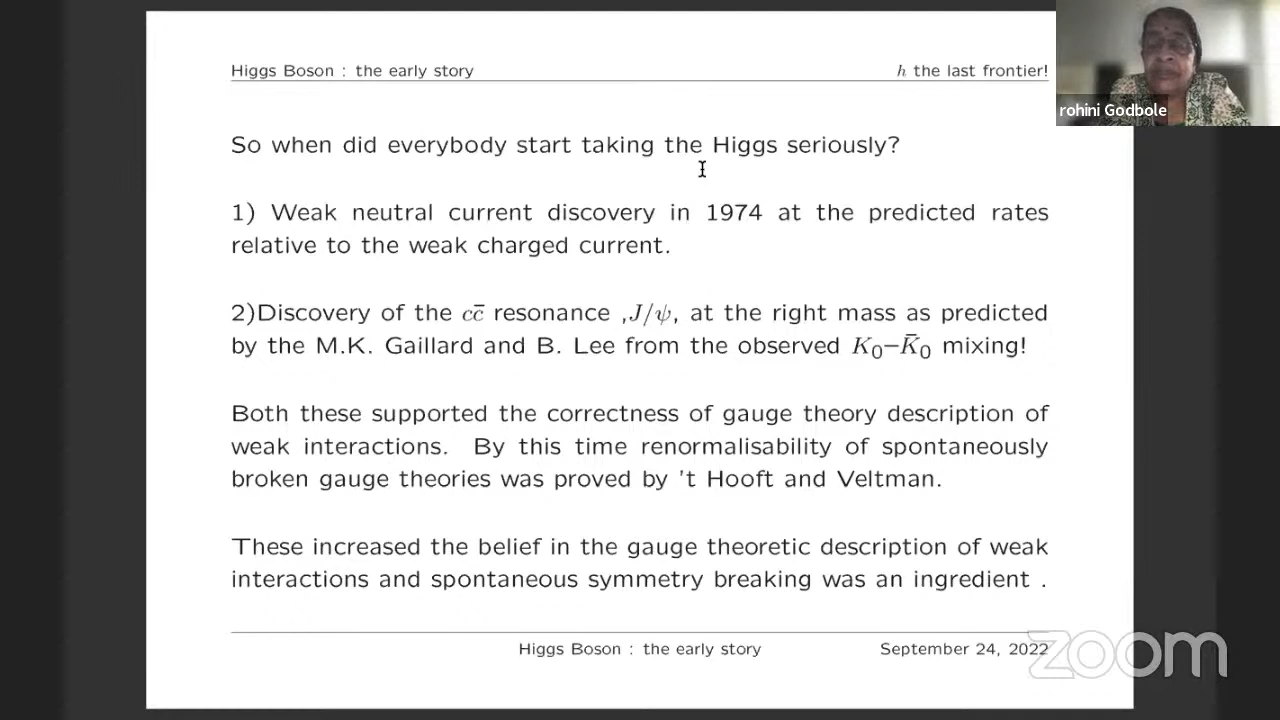 Higgs Boson : the early story
h the last frontier!
rohini Godbole
So when did everybody start taking the Higgs seriously?
1) Weak neutral current discovery in 1974 at the predicted rates
relative to the weak charged current.
2)Discovery of the cc̄ resonance ,J/ψ, at the right mass as predicted
by the M.K. Gaillard and B. Lee from the observed K₀−K̄₀ mixing!
Both these supported the correctness of gauge theory description of
weak interactions. By this time renormalisability of spontaneously
broken gauge theories was proved by 't Hooft and Veltman.
These increased the belief in the gauge theoretic description of weak
interactions and spontaneous symmetry breaking was an ingredient .
Higgs Boson : the early story
September 24, 2022
zoom